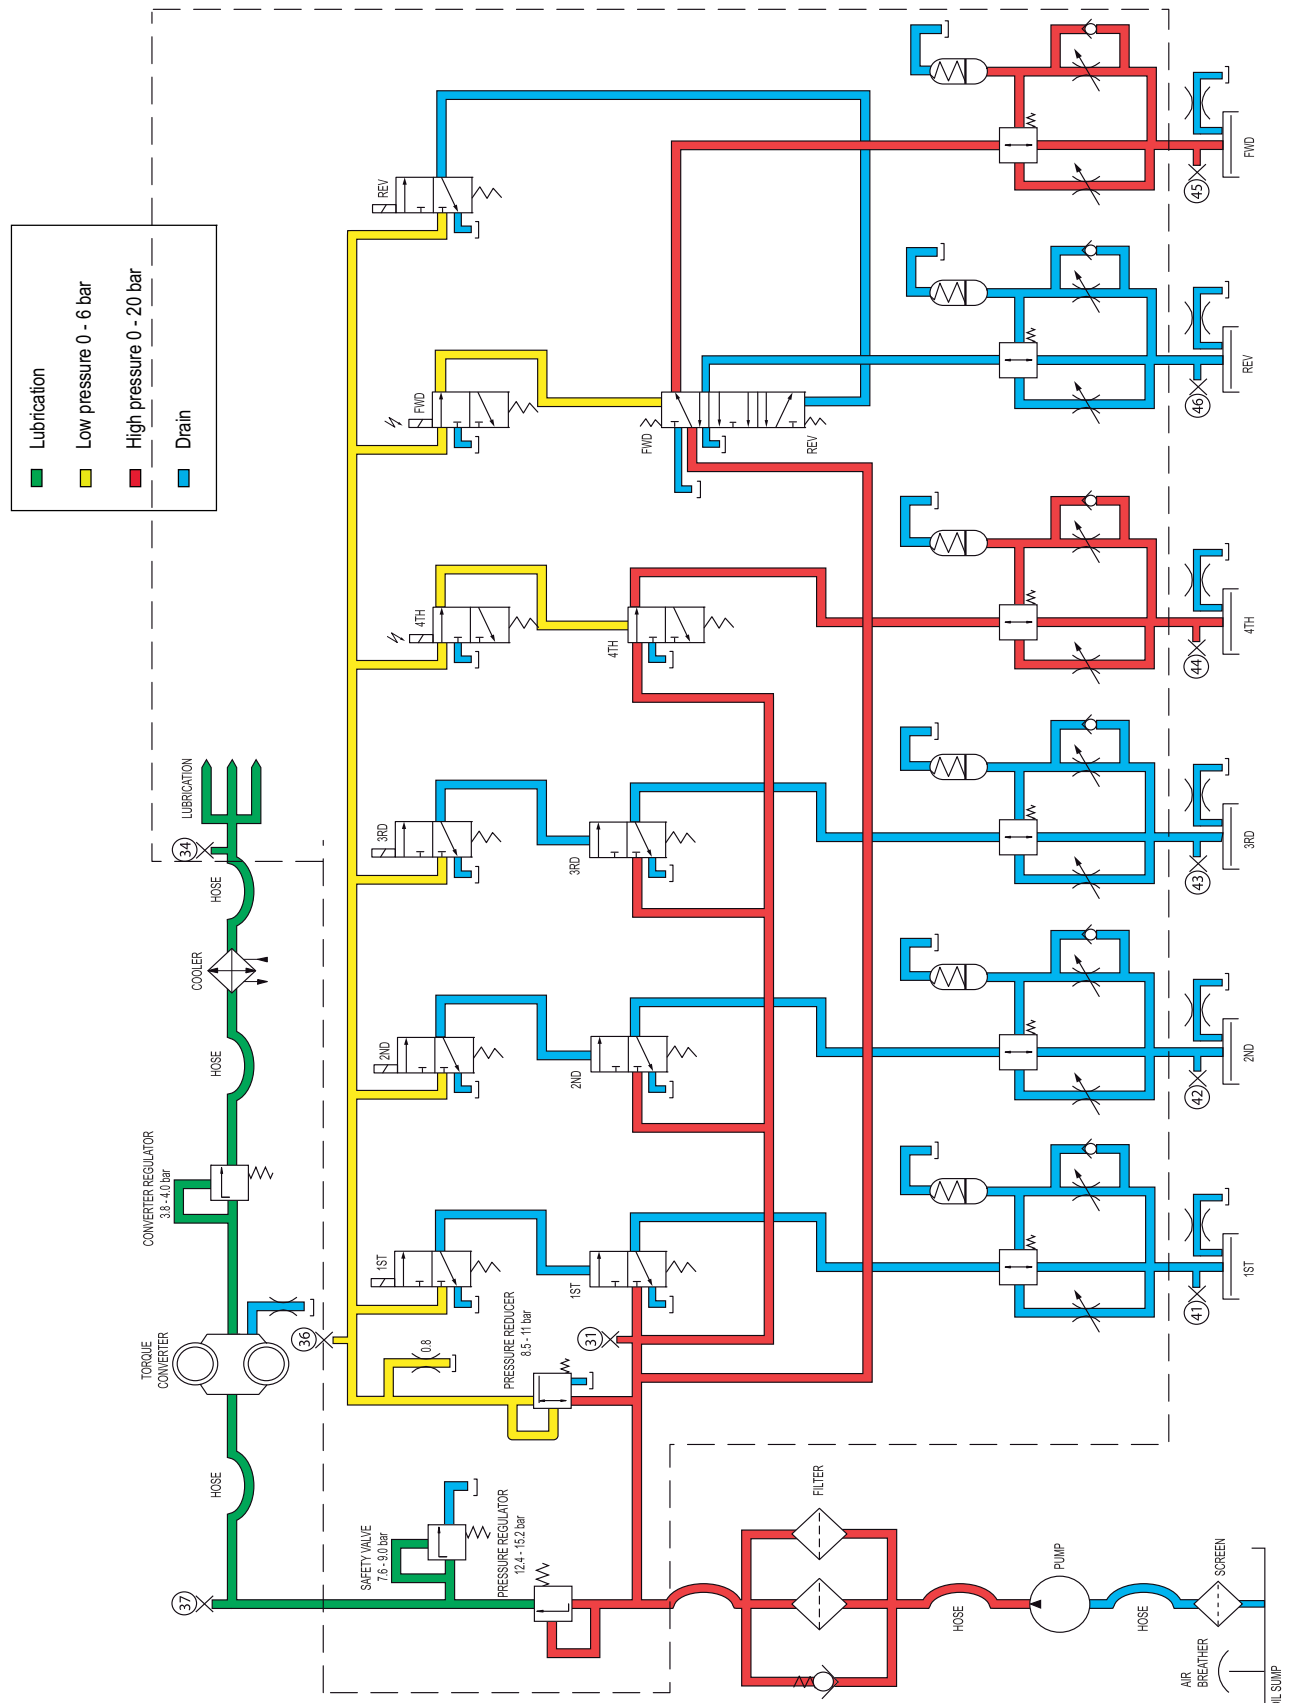 Lubrication
Low pressure 0 - 6 bar
High pressure 0 - 20 bar
Drain
LUBRICATION
34
HOSE
COOLER
HOSE
CONVERTER REGULATOR
3.8 - 4.0 bar
TORQUE
CONVERTER
HOSE
37
36
0.8
SAFETY VALVE
7.6 - 9.0 bar
PRESSURE REGULATOR
12.4 - 15.2 bar
PRESSURE REDUCER
8.5 - 11 bar
31
REV
FWD
4TH
3RD
2ND
1ST
FWD
REV
4TH
3RD
2ND
1ST
45
FWD
46
REV
44
4TH
43
3RD
42
2ND
41
1ST
FILTER
HOSE
PUMP
HOSE
SCREEN
AIR
BREATHER
OIL SUMP